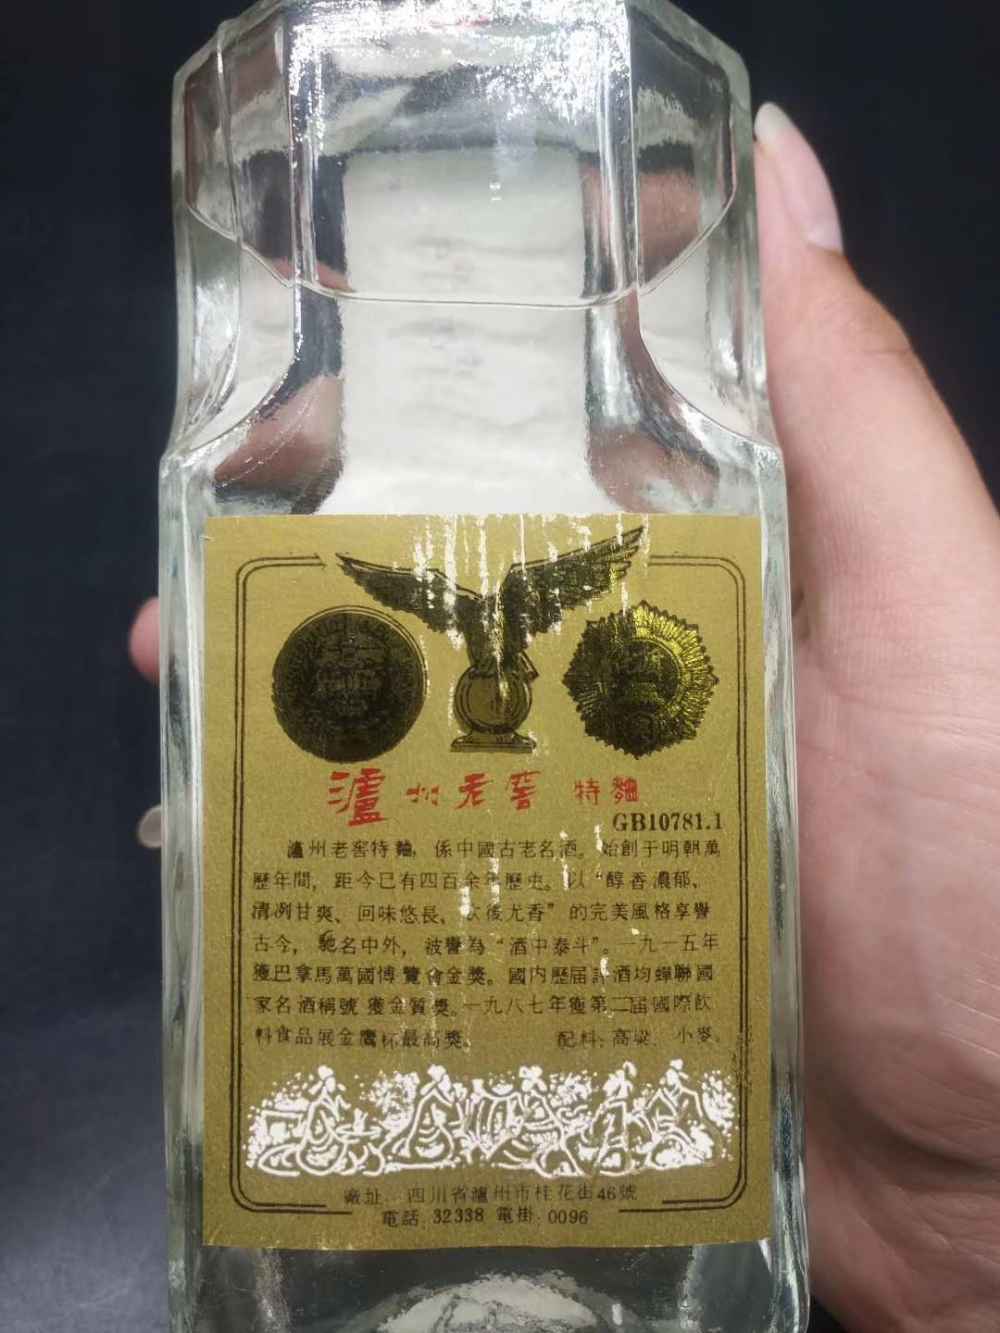 瀘州老窖 特麯
GB10781.1
瀘州老窖特麯，係中國古老名酒。始創于明朝萬
歷年間，距今已有四百余年歷史。以“醇香濃郁、
清冽甘爽、回味悠長、飲後尤香”的完美風格享譽
古今，馳名中外，被譽為“酒中泰斗”。一九一五年
獲巴拿馬萬國博覽會金獎。國内歷屆評酒均蟬聯國
家名酒稱號 獲金質獎。一九八七年獲第二屆國際飲
料食品展金鷹杯最高獎。 配料：高粱、小麥。
廠址：四川省瀘州市桂花街46號
電話：32338 電掛：0096